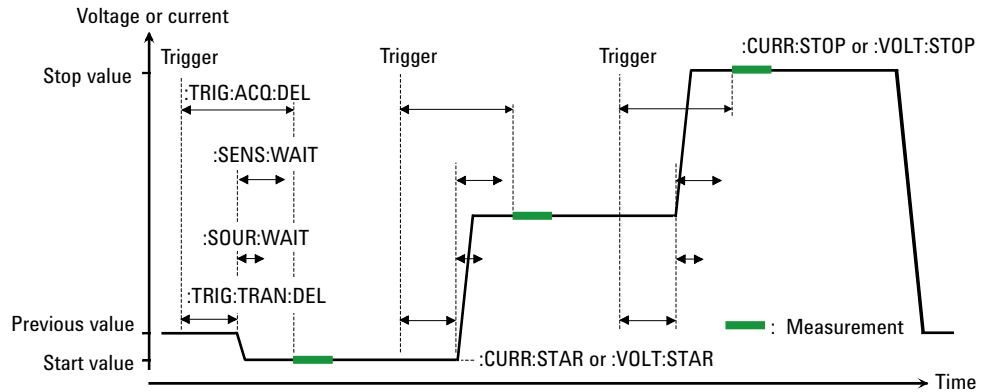 Voltage or current
Trigger
Trigger
Trigger
:CURR:STOP or :VOLT:STOP
Stop value
:TRIG:ACQ:DEL
:SENS:WAIT
:SOUR:WAIT
:TRIG:TRAN:DEL
Previous value
: Measurement
Start value
:CURR:STAR or :VOLT:STAR
Time